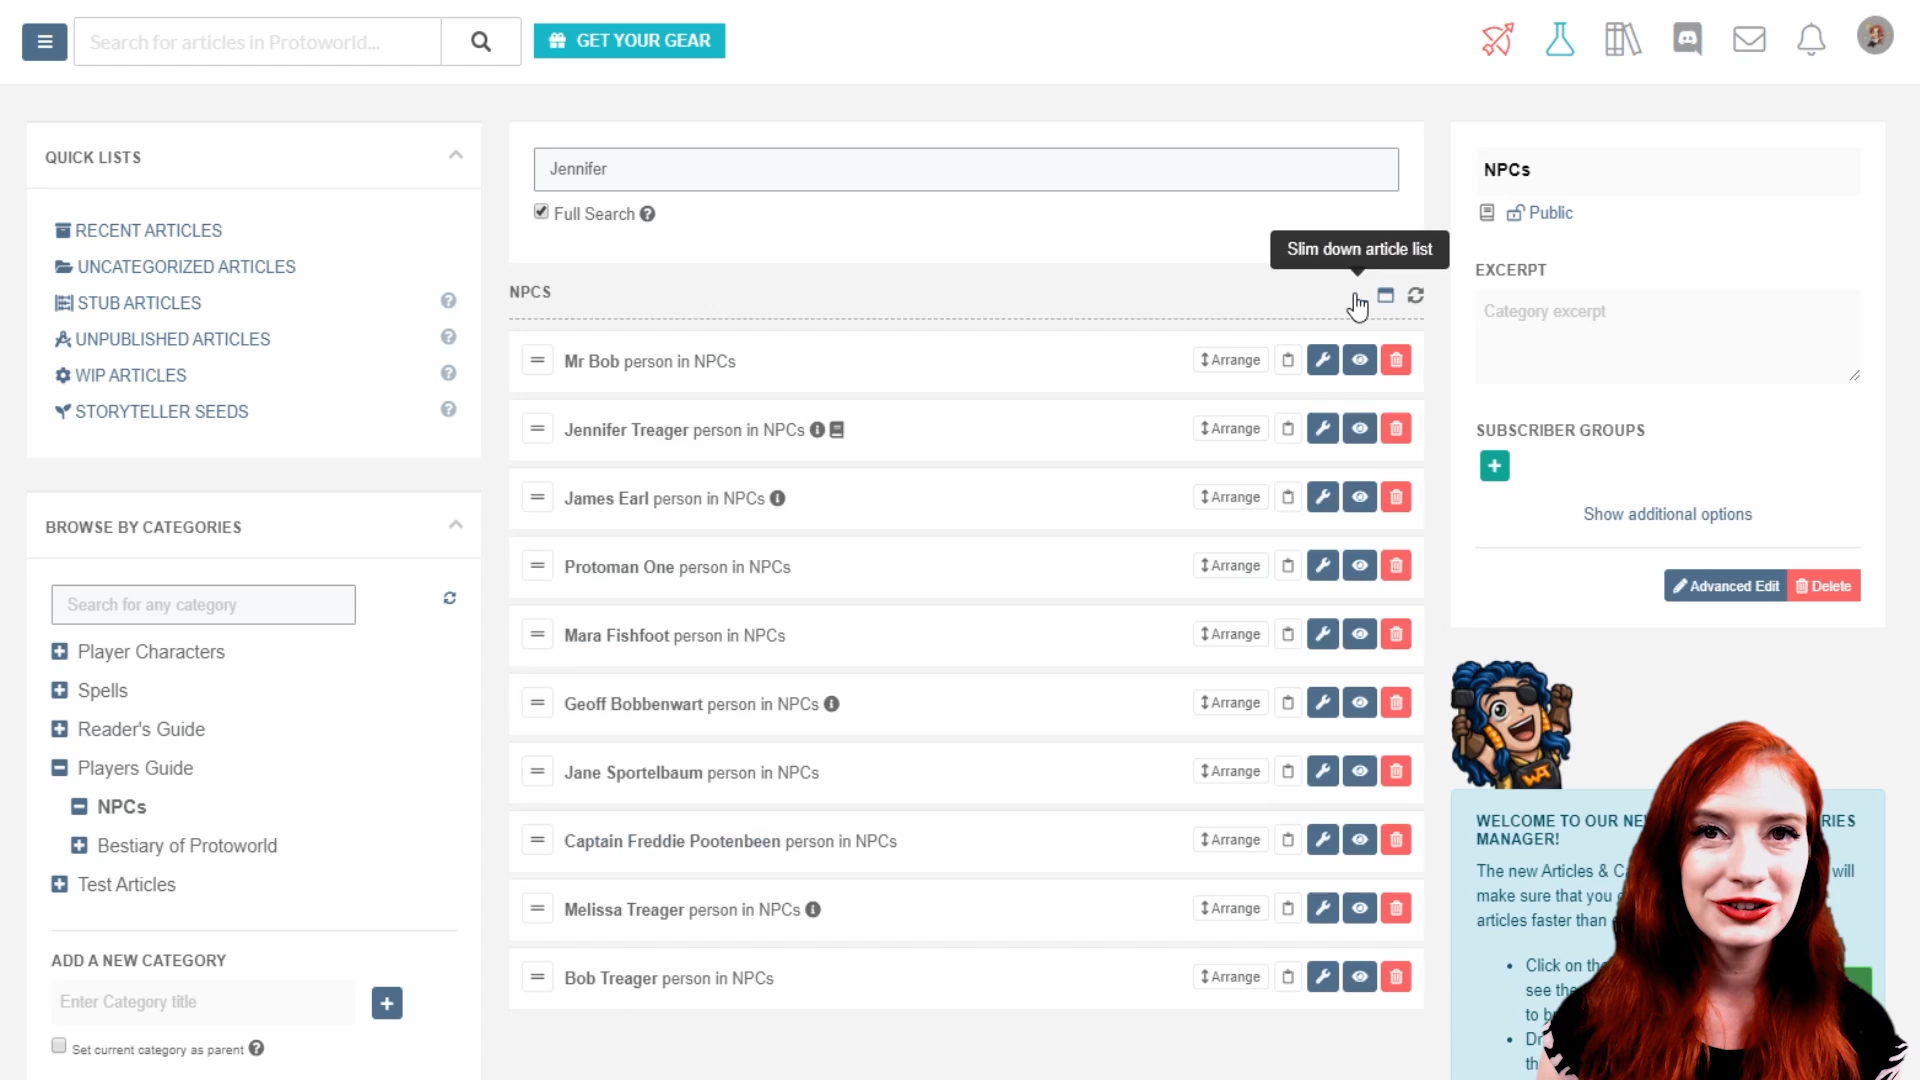 Search for articles in Protoworld...
GET YOUR GEAR
QUICK LISTS
RECENT ARTICLES
UNCATEGORIZED ARTICLES
STUB ARTICLES
UNPUBLISHED ARTICLES
WIP ARTICLES
STORYTELLER SEEDS
BROWSE BY CATEGORIES
Search for any category
Player Characters
Spells
Reader's Guide
Players Guide
NPCs
Bestiary of Protoworld
Test Articles
ADD A NEW CATEGORY
Enter Category title
Set current category as parent
Jennifer
Full Search
Slim down article list
NPCS
Mr Bob person in NPCs Arrange
Jennifer Treager person in NPCs Arrange
James Earl person in NPCs Arrange
Protoman One person in NPCs Arrange
Mara Fishfoot person in NPCs Arrange
Geoff Bobbenwart person in NPCs Arrange
Jane Sportelbaum person in NPCs Arrange
Captain Freddie Pootenbeen person in NPCs Arrange
Melissa Treager person in NPCs Arrange
Bob Treager person in NPCs Arrange
NPCs
Public
EXCERPT
Category excerpt
SUBSCRIBER GROUPS
Show additional options
Advanced Edit Delete
WA
WELCOME TO OUR
MANAGER!
The new Articles & will
make sure that you
articles faster than
Click on
see
to